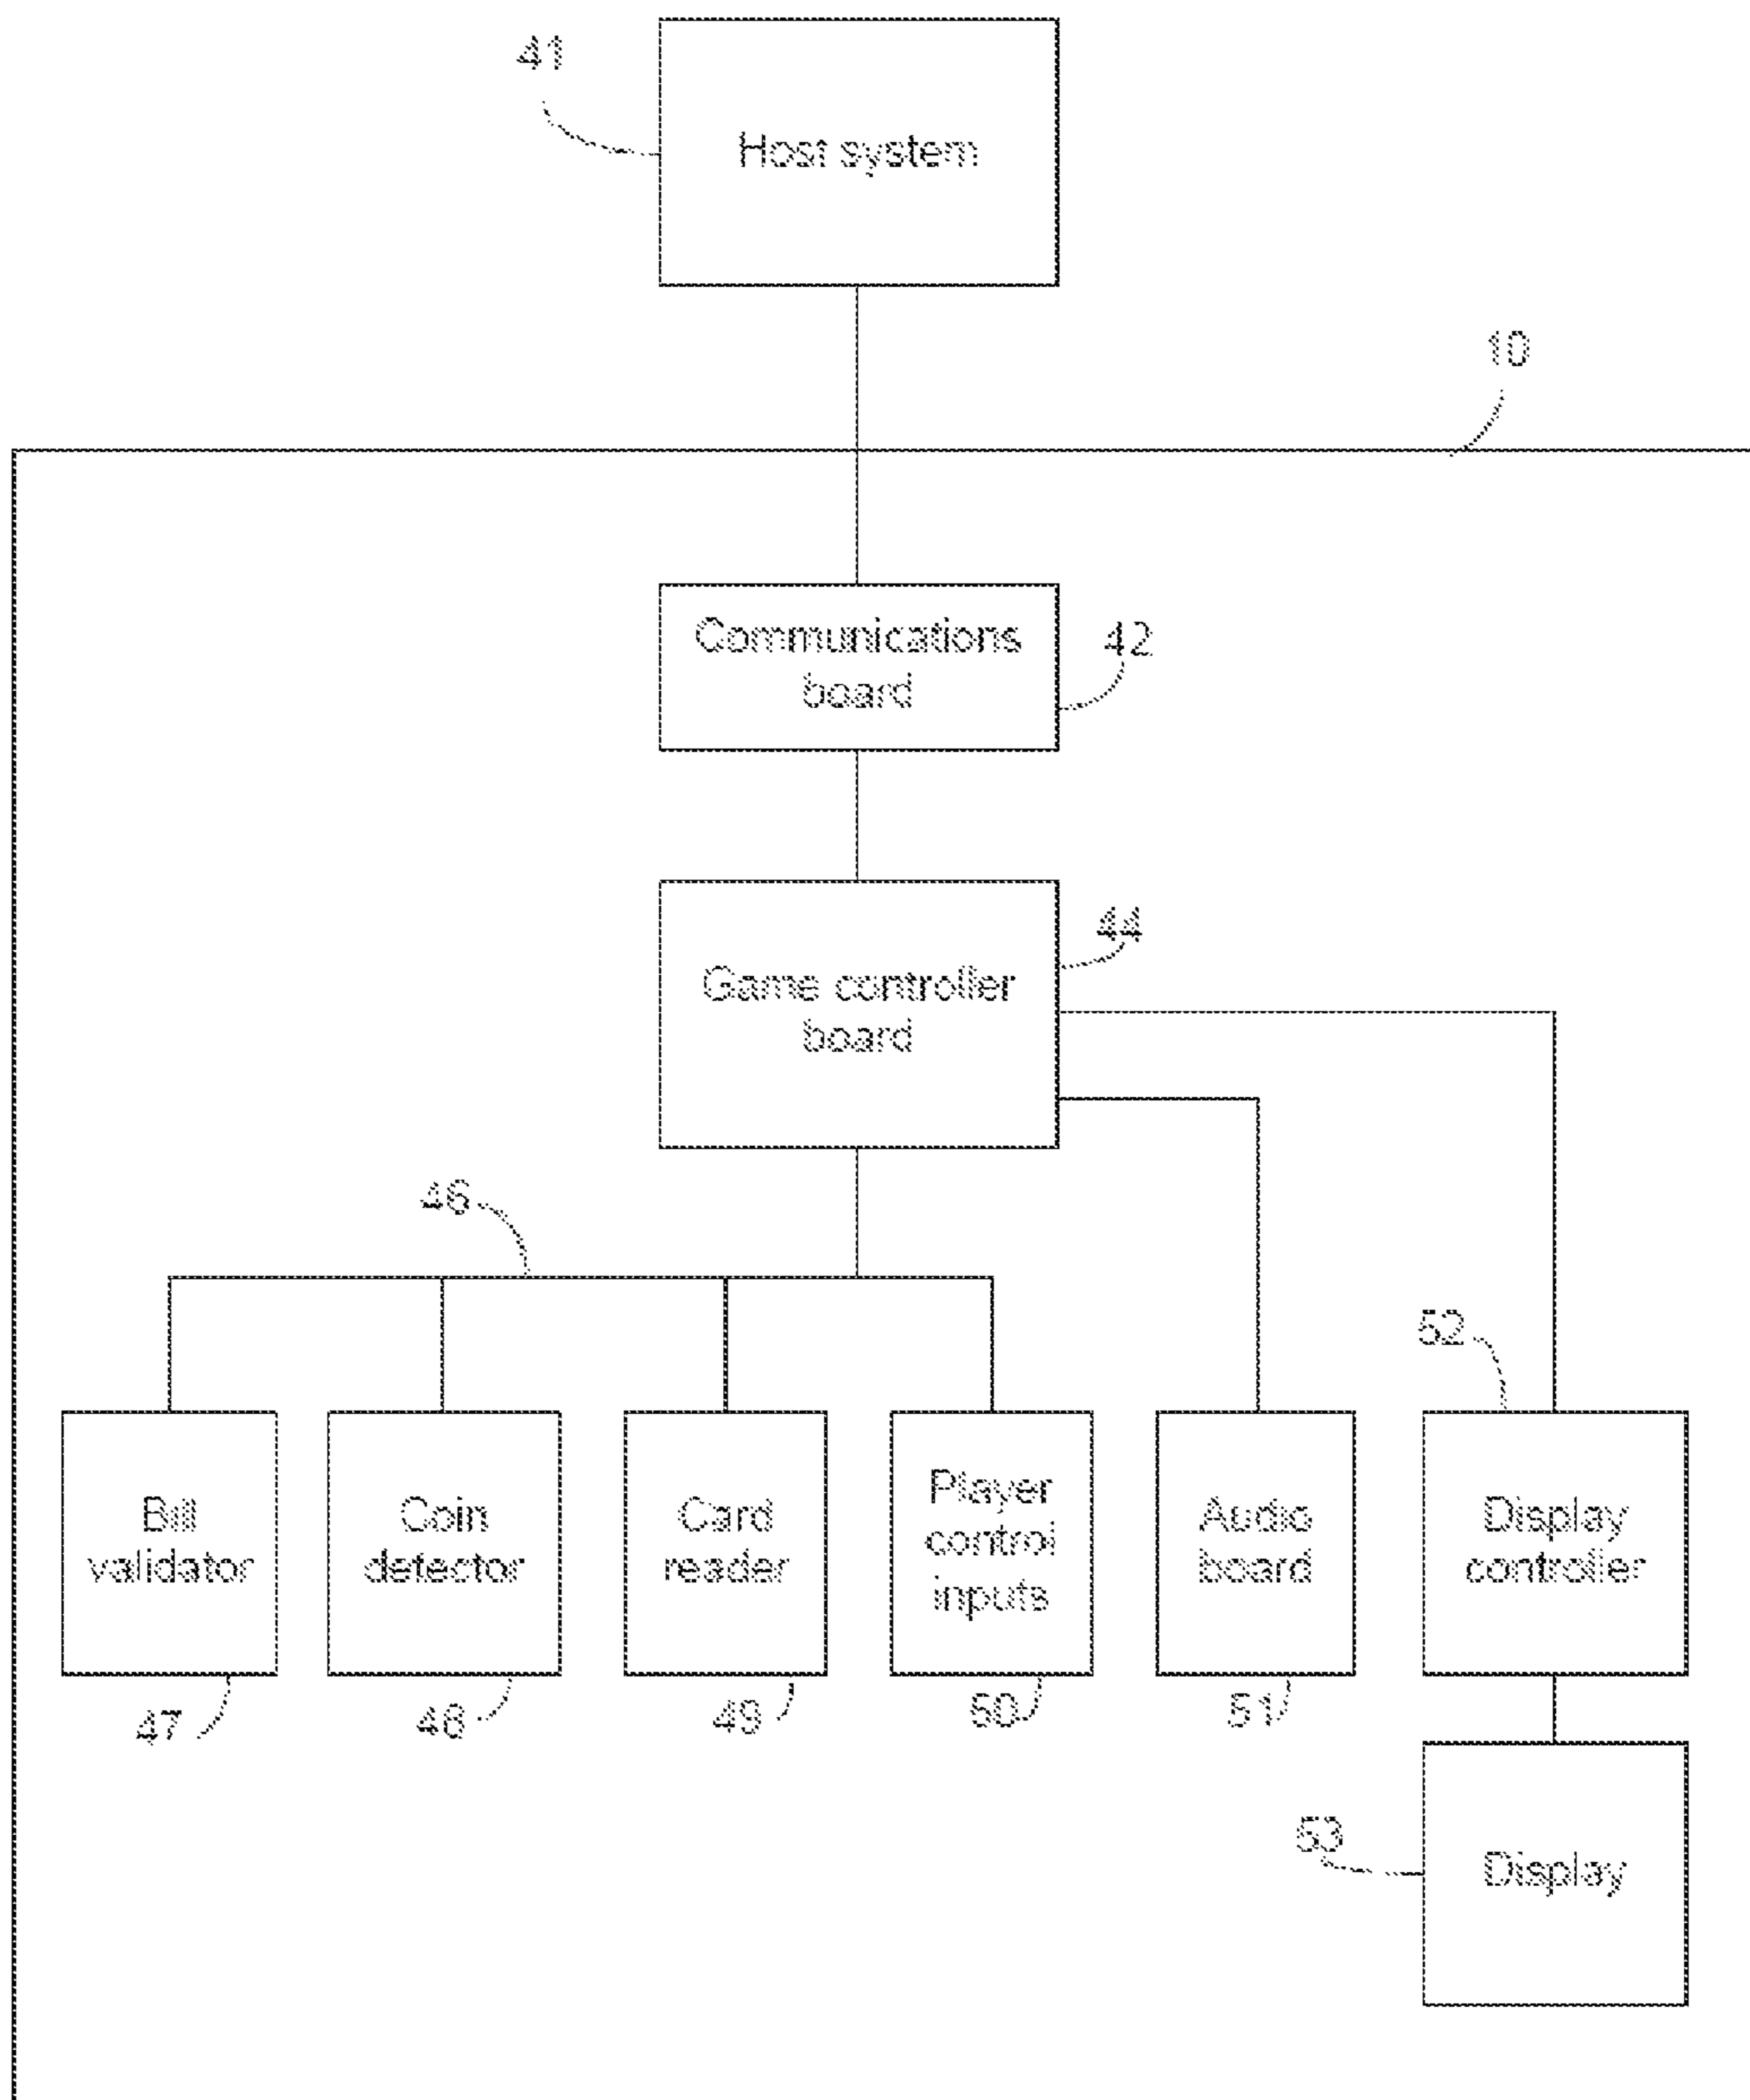 41
Host system
10
Communications
board
42
44
Game controller
board
46
52
Bill
validator
Coin
detector
Card
reader
Player
control
inputs
Audio
board
Display
controller
47
48
49
50
51
53
Display